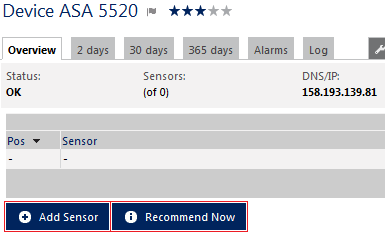 Device ASA 5520
Overview 2 days 30 days 365 days Alarms Log
Status: Sensors: DNS/IP:
OK (of 0) 158.193.139.81
Pos Sensor
- -
Add Sensor Recommend Now